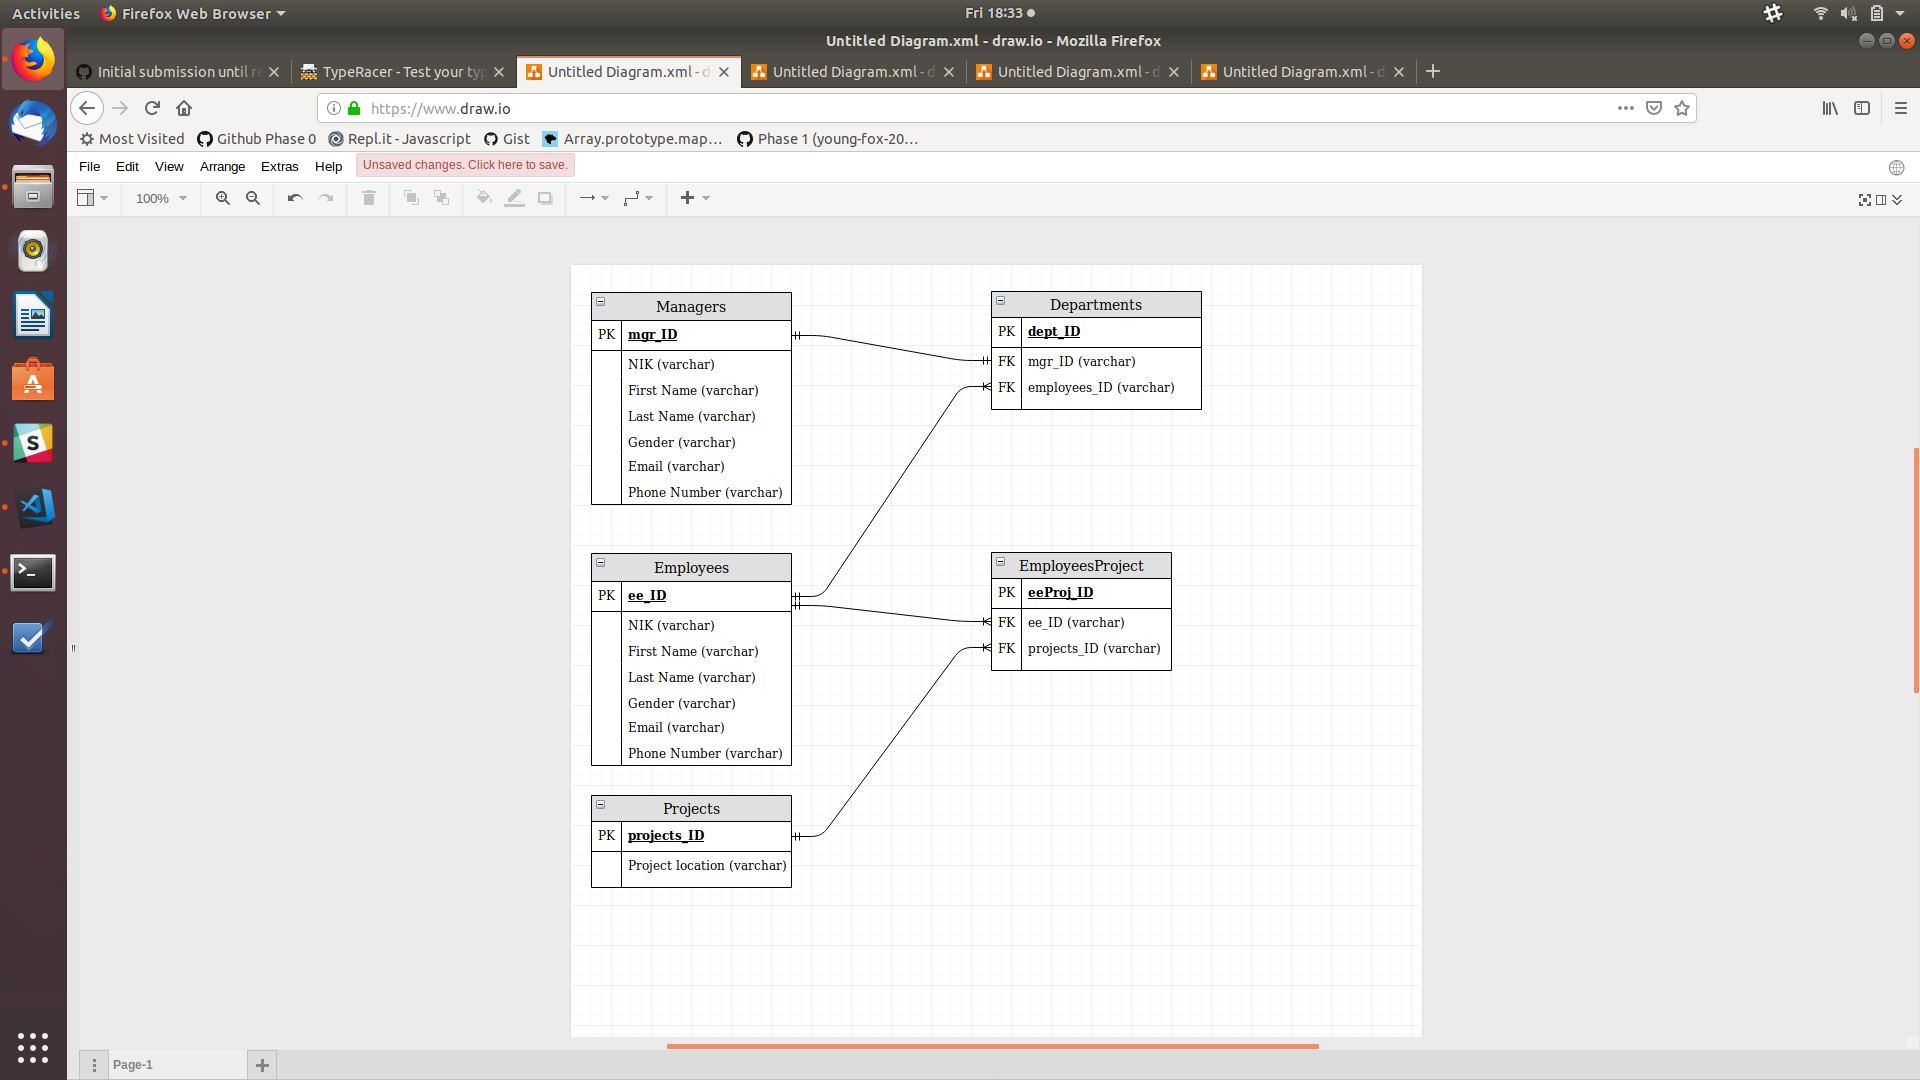 Activities
Firefox Web Browser
Fri 18:33
Untitled Diagram.xml - draw.io - Mozilla Firefox
Initial submission until re
TypeRacer - Test your typ
Untitled Diagram.xml - d
Untitled Diagram.xml - d
Untitled Diagram.xml - d
Untitled Diagram.xml - d
https://www.draw.io
Most Visited
Github Phase 0
Repl.it - Javascript
Gist
Array.prototype.map...
Phase 1 (young-fox-20...
File Edit View Arrange Extras Help Unsaved changes. Click here to save.
100%
Managers
PK mgr_ID
NIK (varchar)
First Name (varchar)
Last Name (varchar)
Gender (varchar)
Email (varchar)
Phone Number (varchar)
Departments
PK dept_ID
FK mgr_ID (varchar)
FK employees_ID (varchar)
Employees
PK ee_ID
NIK (varchar)
First Name (varchar)
Last Name (varchar)
Gender (varchar)
Email (varchar)
Phone Number (varchar)
EmployeesProject
PK eeProj_ID
FK ee_ID (varchar)
FK projects_ID (varchar)
Projects
PK projects_ID
Project location (varchar)
Page-1